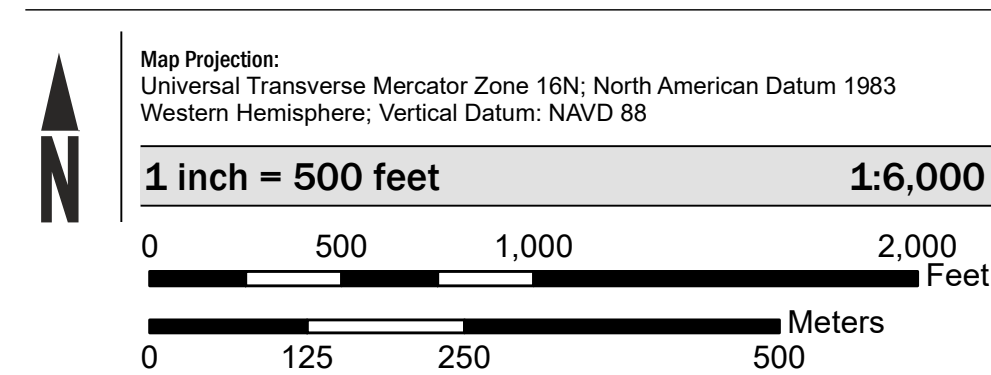 Map Projection:
Universal Transverse Mercator Zone 16N; North American Datum 1983
Western Hemisphere; Vertical Datum: NAVD 88
N
1 inch = 500 feet 1:6,000
0 500 1,000 2,000
Feet
Meters
0 125 250 500